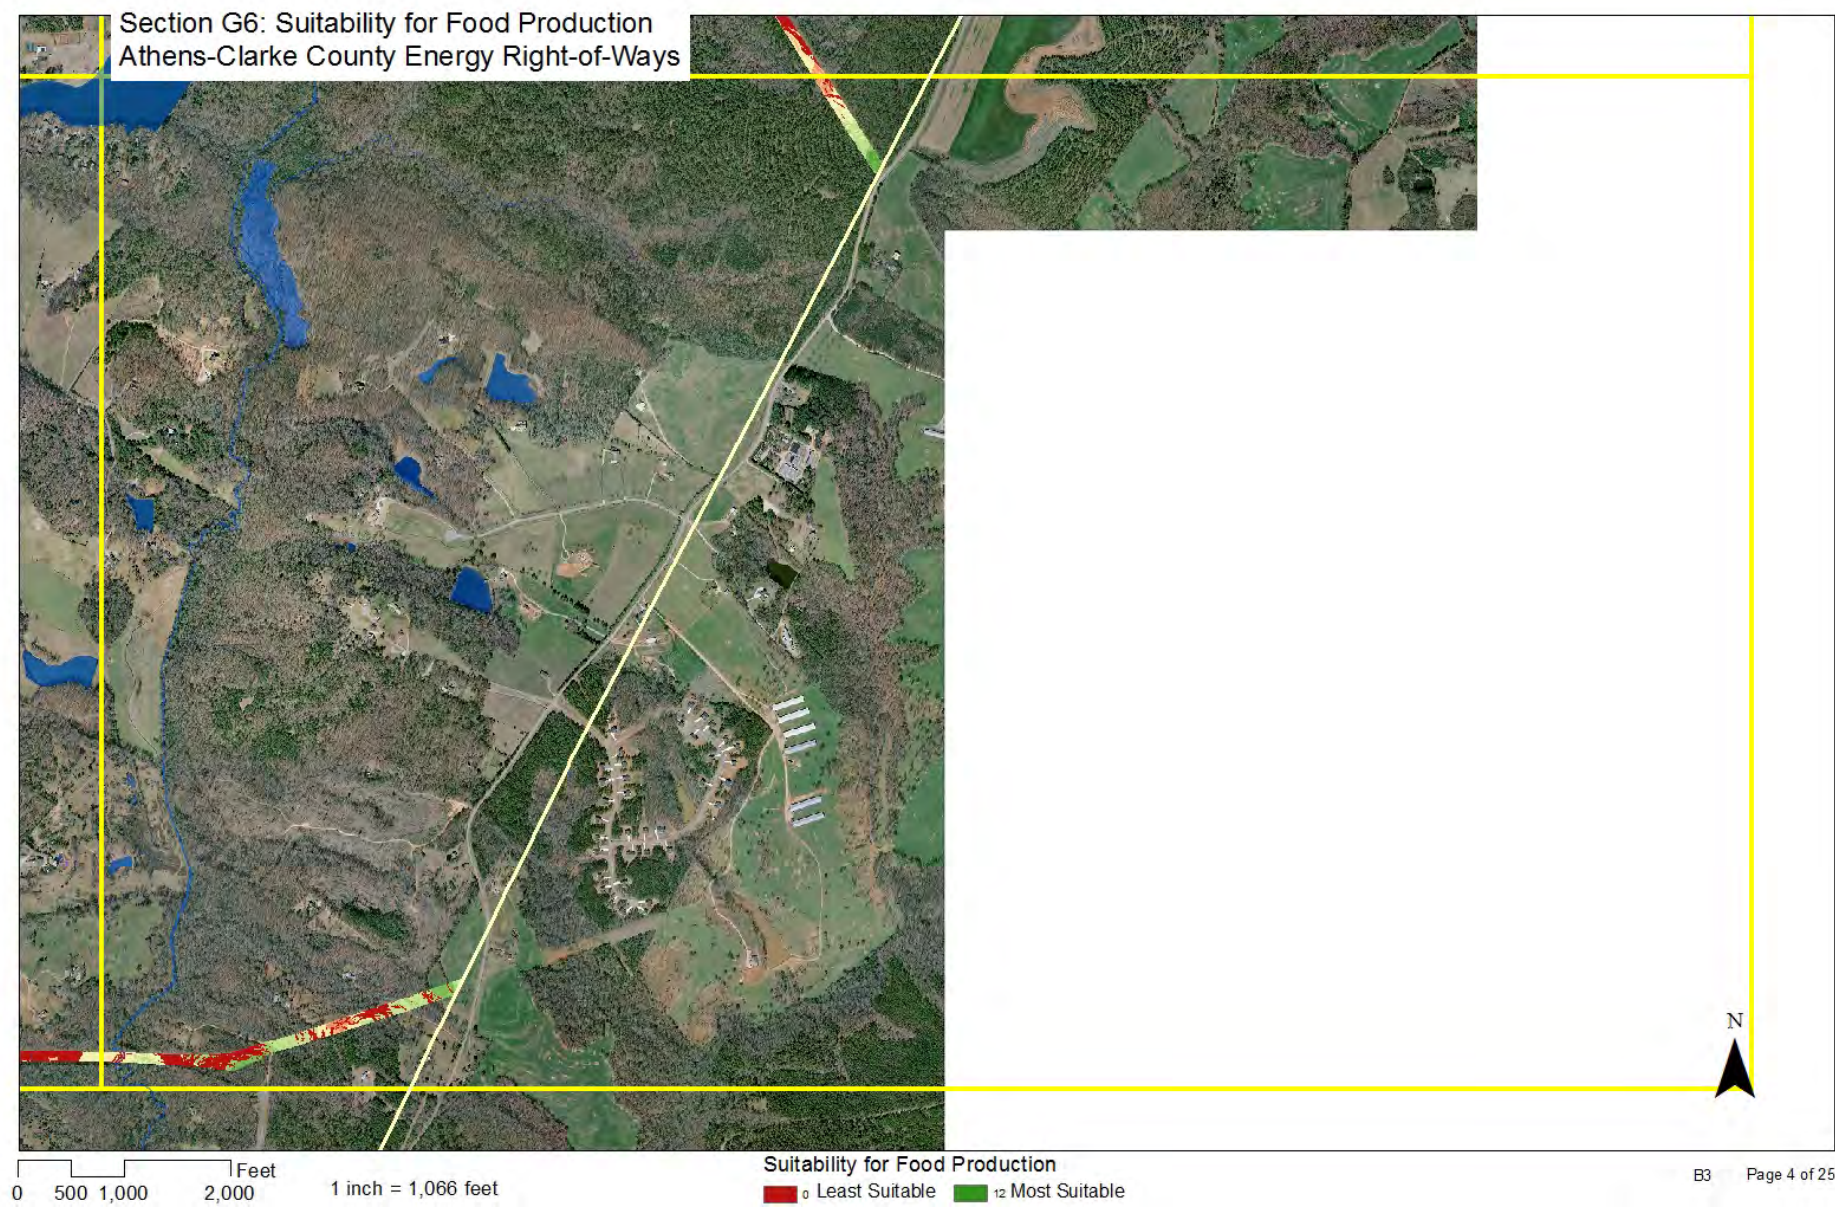 Section G6: Suitability for Food Production
Athens-Clarke County Energy Right-of-Ways
N
Feet
0 500 1,000 2,000
1 inch = 1,066 feet
Suitability for Food Production
0 Least Suitable 12 Most Suitable
B3 Page 4 of 25